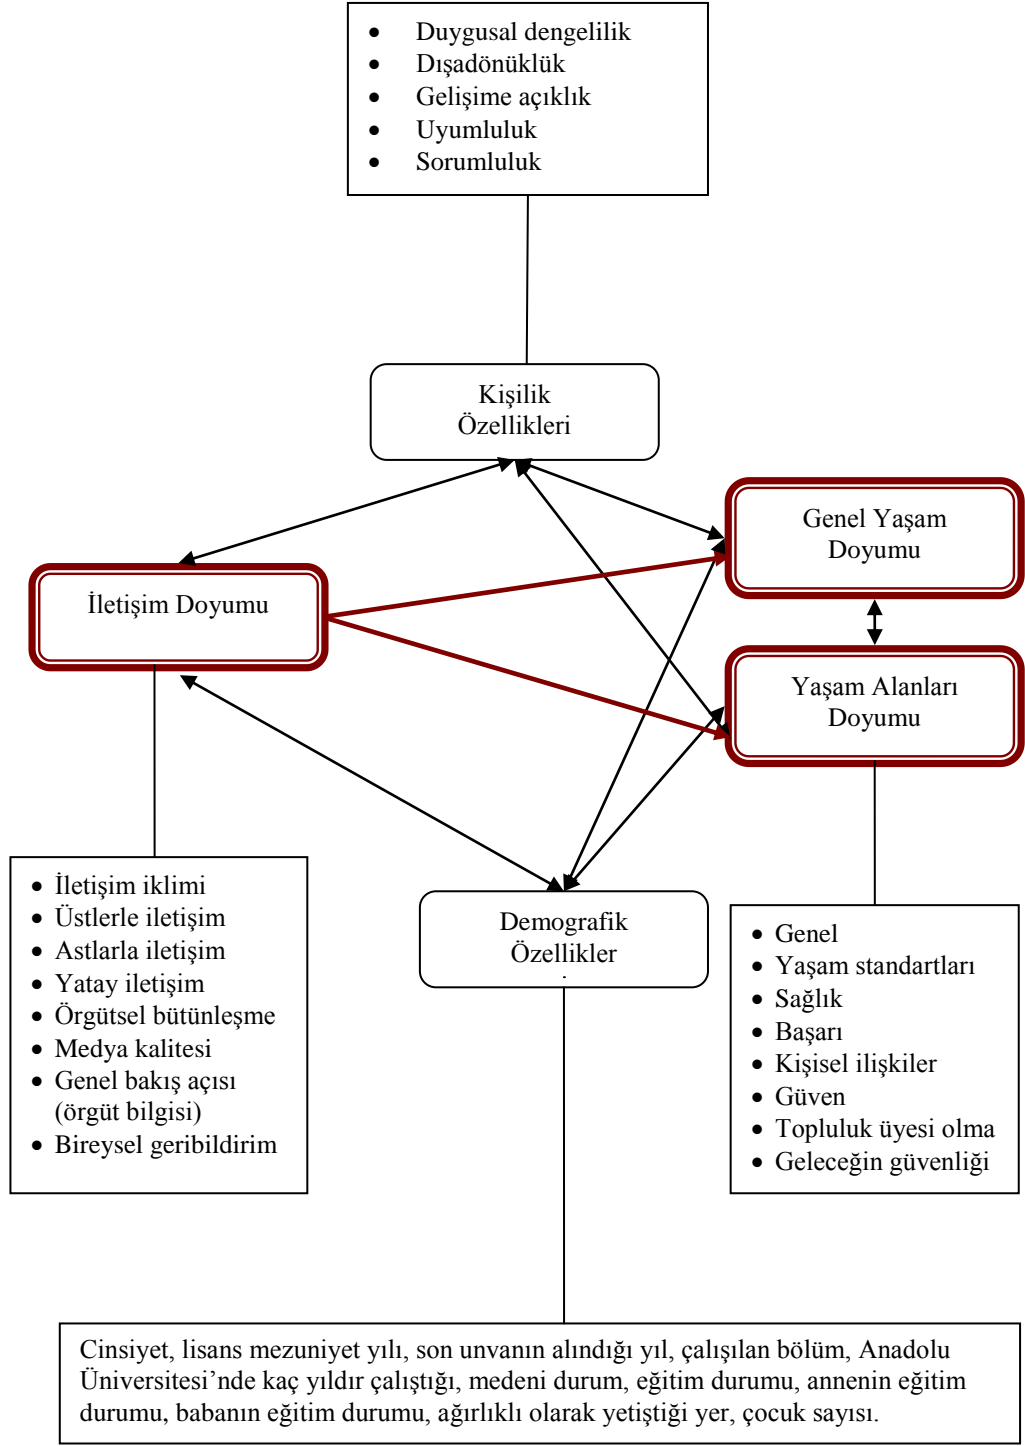 • Duygusal dengelilik
• Dışadönüklük
• Gelişime açıklık
• Uyumluluk
• Sorumluluk
Kişilik
Özellikleri
Genel Yaşam
Doyumu
İletişim Doyumu
Yaşam Alanları
Doyumu
• İletişim iklimi
• Üstlerle iletişim
• Astlarla iletişim
• Yatay iletişim
• Örgütsel bütünleşme
• Medya kalitesi
• Genel bakış açısı
(örgüt bilgisi)
• Bireysel geribildirim
Demografik
Özellikler
.
• Genel
• Yaşam standartları
• Sağlık
• Başarı
• Kişisel ilişkiler
• Güven
• Topluluk üyesi olma
• Geleceğin güvenliği
Cinsiyet, lisans mezuniyet yılı, son unvanın alındığı yıl, çalışılan bölüm, Anadolu
Üniversitesi’nde kaç yıldır çalıştığı, medeni durum, eğitim durumu, annenin eğitim
durumu, babanın eğitim durumu, ağırlıklı olarak yetiştiği yer, çocuk sayısı.